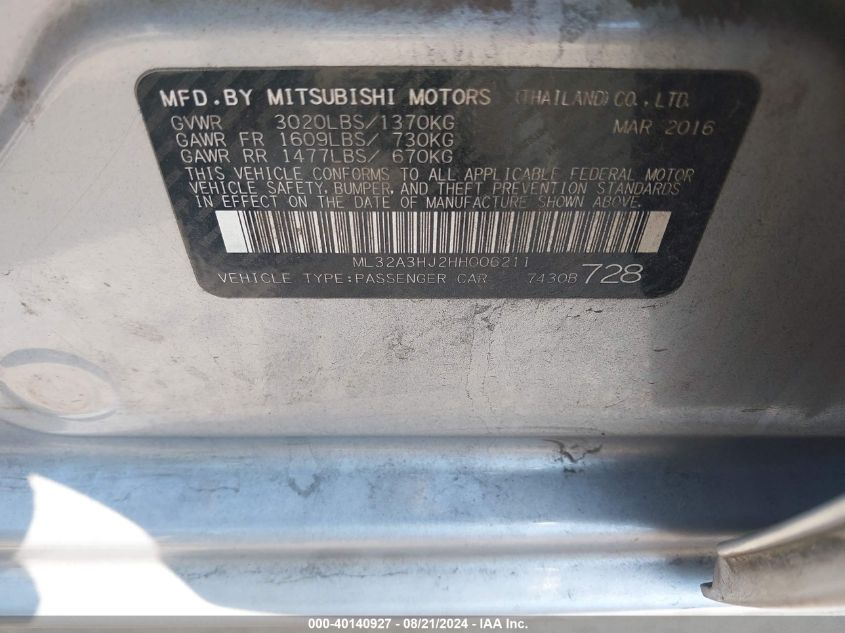 MFD.BY MITSUBISHI MOTORS (THAILAND) CO., LTD.
GVWR 3020LBS/1370KG MAR 2016
GAWR FR 1609LBS/ 730KG
GAWR RR 1477LBS/ 670KG
THIS VEHICLE CONFORMS TO ALL APPLICABLE FEDERAL MOTOR
VEHICLE SAFETY, BUMPER, AND THEFT PREVENTION STANDARDS
IN EFFECT ON THE DATE OF MANUFACTURE SHOWN ABOVE.
ML32A3HJ2HH006211
VEHICLE TYPE:PASSENGER CAR 7430B 728
000-40140927 - 08/21/2024 - IAA Inc.